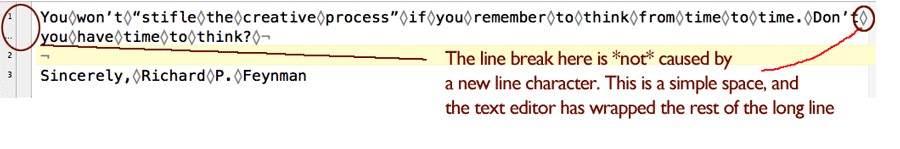 1 You◊won’t◊“stifle◊the◊creative◊process”◊if◊you◊remember◊to◊think◊from◊time◊to◊time.◊Don’t◊
.. you◊have◊time◊to◊think?◊¬
2 ¬
3 Sincerely,◊Richard◊P.◊Feynman
The line break here is *not* caused by
a new line character. This is a simple space, and
the text editor has wrapped the rest of the long line